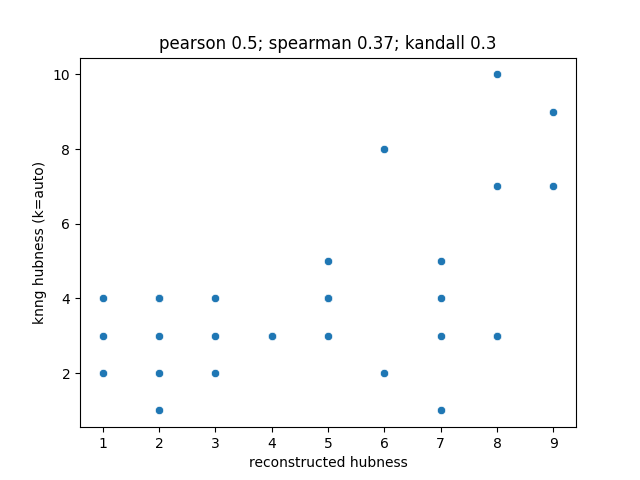 pearson 0.5; spearman 0.37; kandall 0.3
10
8
6
4
2
knng hubness (k=auto)
1 2 3 4 5 6 7 8 9
reconstructed hubness